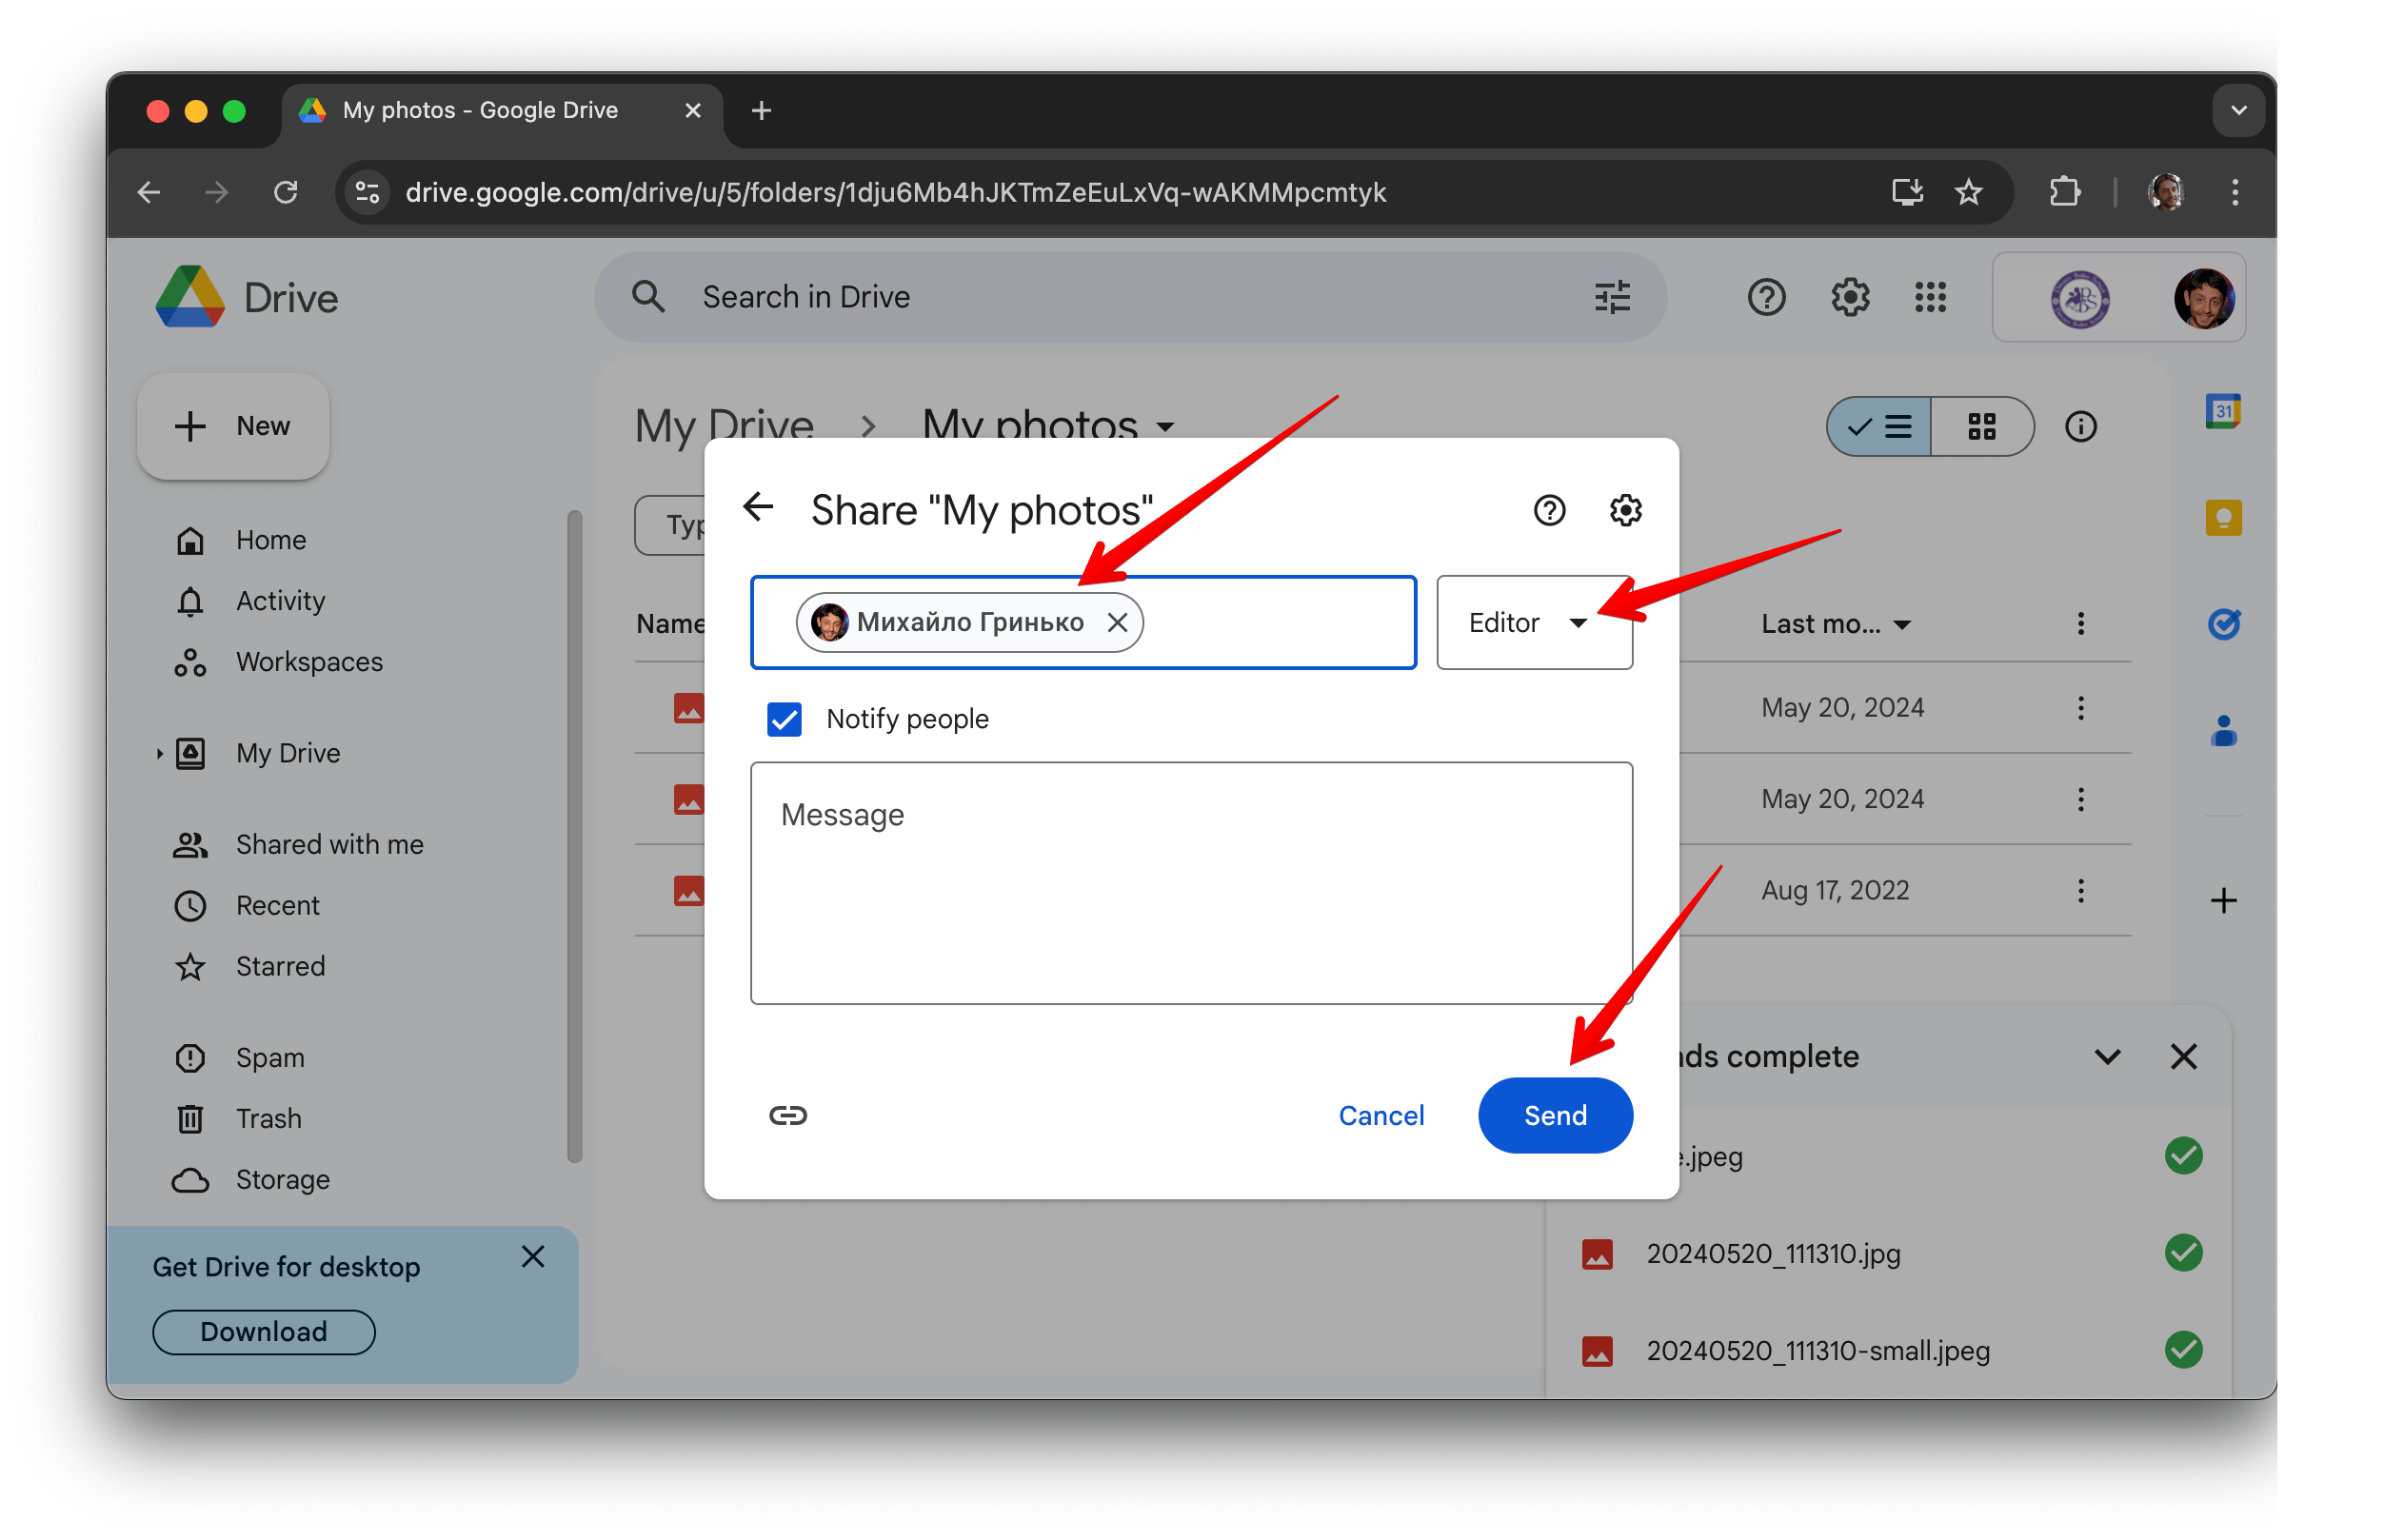 My photos - Google Drive
drive.google.com/drive/u/5/folders/1dju6Mb4hJKTmZeEuLxVq-wAKMMpcmtyk
Drive
Search in Drive
New
Home
Activity
Workspaces
My Drive
Shared with me
Recent
Starred
Spam
Trash
Storage
Get Drive for desktop
Download
My Drive > My photos
Typ
Name
Last mo...
May 20, 2024
May 20, 2024
Aug 17, 2022
Share "My photos"
Михайло Гринько
Editor
Notify people
Message
Cancel
Send
ads complete
e.jpeg
20240520_111310.jpg
20240520_111310-small.jpeg
31